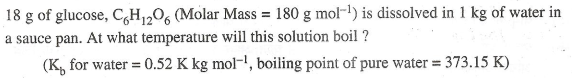 18 g of glucose, C₆H₁₂O₆ (Molar Mass = 180 g mol⁻¹) is dissolved in 1 kg of water in
a sauce pan. At what temperature will this solution boil ?
(K_b for water = 0.52 K kg mol⁻¹, boiling point of pure water = 373.15 K)